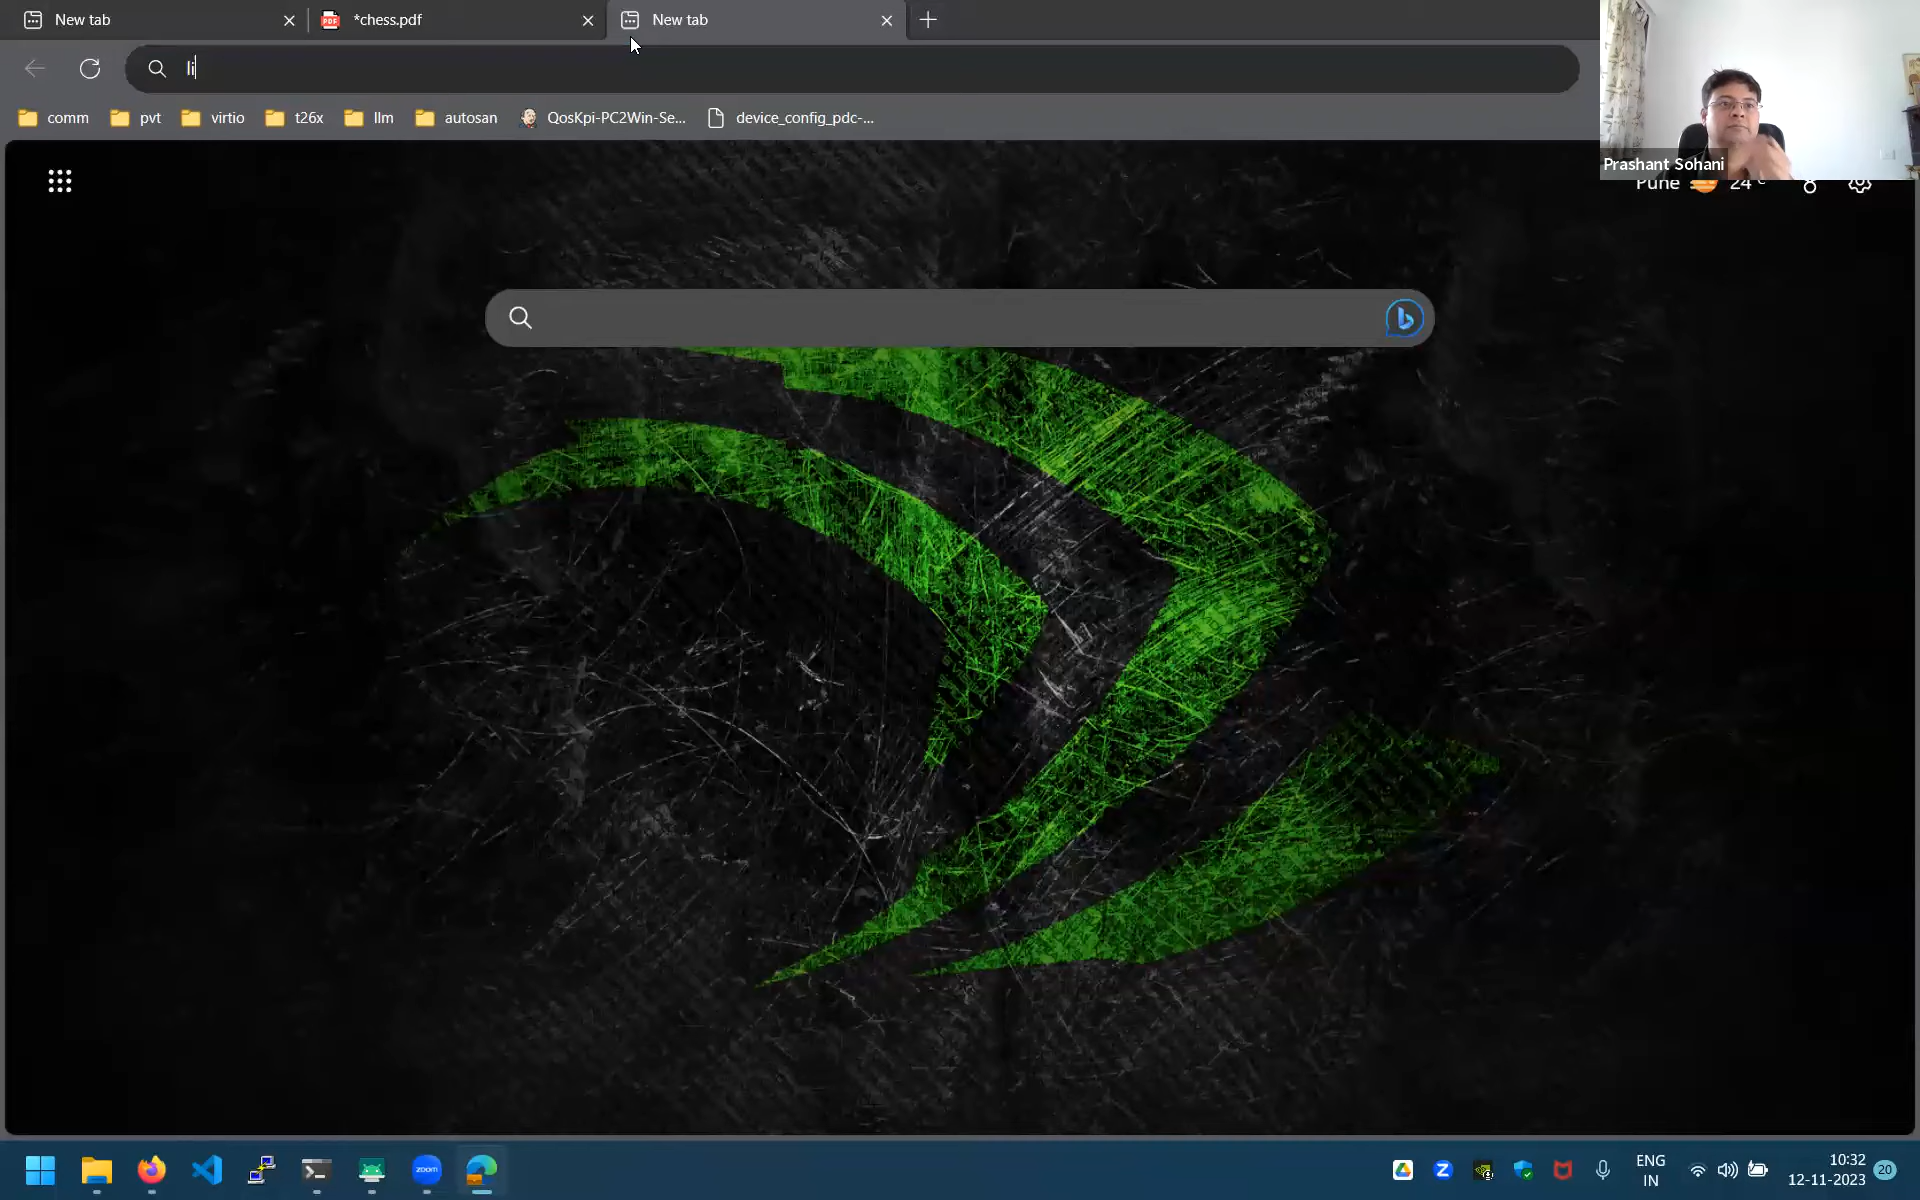 New tab
*chess.pdf
New tab
li
comm
pvt
virtio
t26x
llm
autosan
QosKpi-PC2Win-Se...
device_config_pdc-...
Prashant Sohani
Pune
24°C
zoom
ENG
IN
10:32
12-11-2023
20